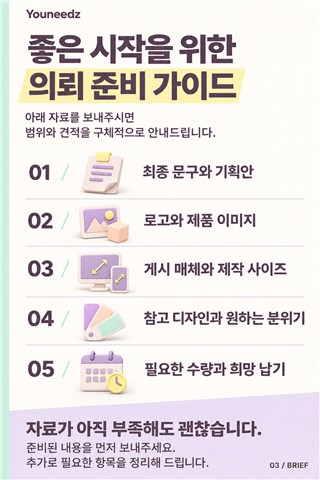 Youneedz
좋은 시작을 위한
의뢰 준비 가이드
아래 자료를 보내주시면
범위와 견적을 구체적으로 안내드립니다.
01 / 최종 문구와 기획안
02 / 로고와 제품 이미지
03 / 게시 매체와 제작 사이즈
04 / 참고 디자인과 원하는 분위기
05 / 필요한 수량과 희망 납기
자료가 아직 부족해도 괜찮습니다.
준비된 내용을 먼저 보내주세요.
추가로 필요한 항목을 정리해 드립니다.
03 / BRIEF